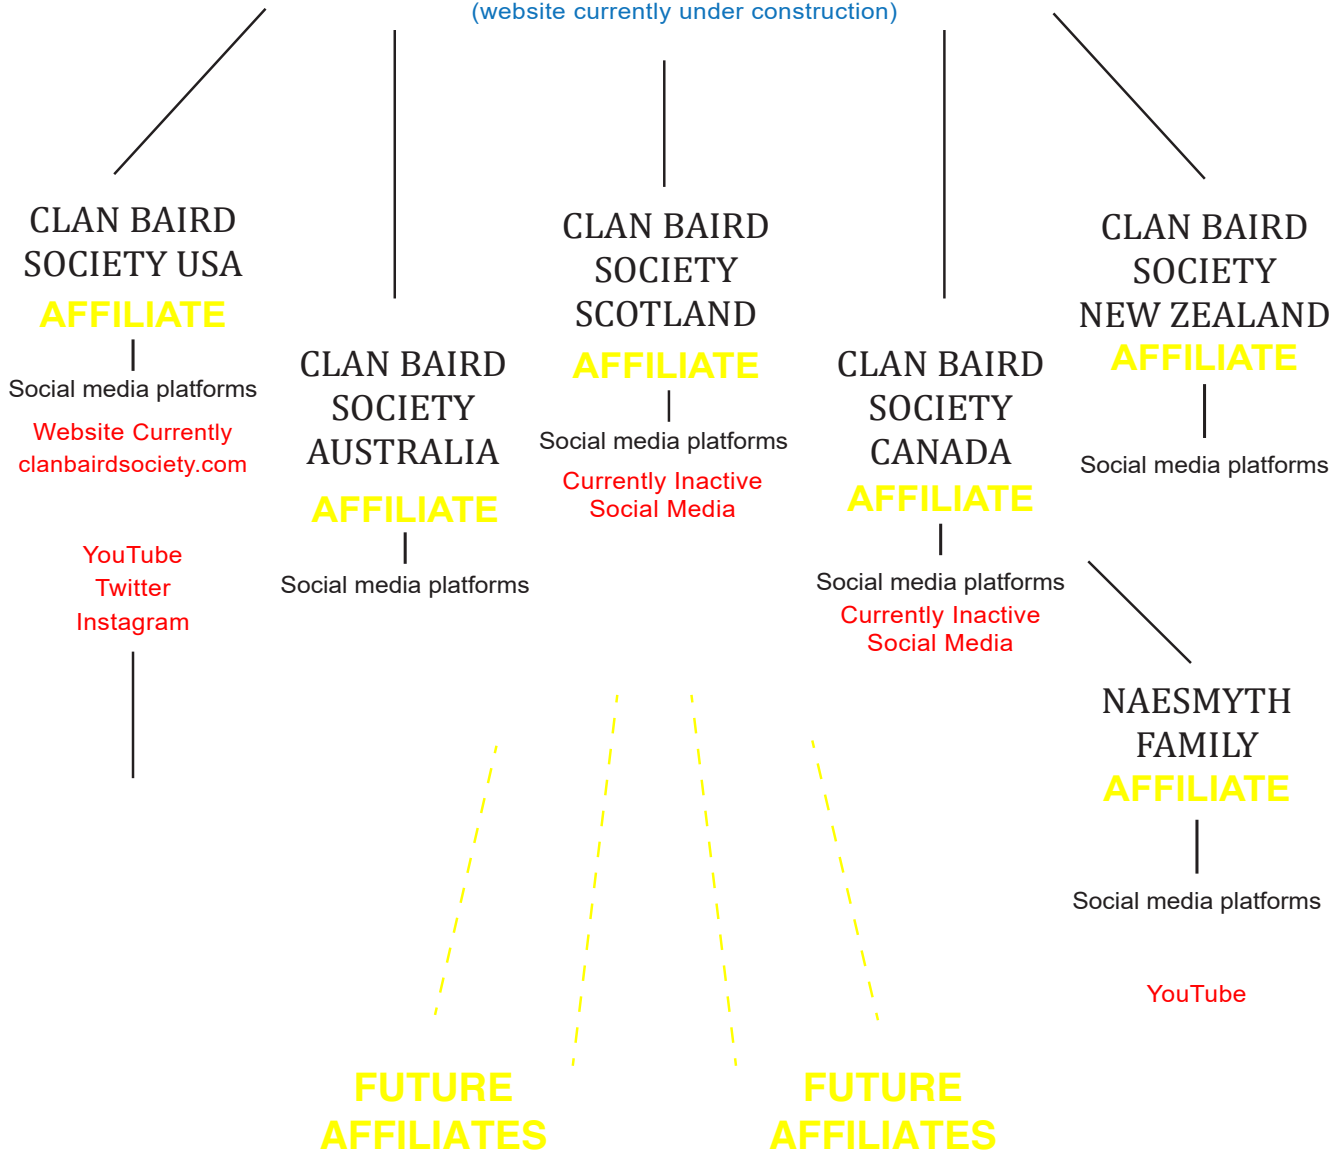 (website currently under construction)
CLAN BAIRD
SOCIETY USA
AFFILIATE
Social media platforms
Website Currently
clanbairdsociety.com
YouTube
Twitter
Instagram
CLAN BAIRD
SOCIETY
AUSTRALIA
AFFILIATE
Social media platforms
CLAN BAIRD
SOCIETY
SCOTLAND
AFFILIATE
Social media platforms
Currently Inactive
Social Media
CLAN BAIRD
SOCIETY
CANADA
AFFILIATE
Social media platforms
Currently Inactive
Social Media
CLAN BAIRD
SOCIETY
NEW ZEALAND
AFFILIATE
Social media platforms
NAESMYTH
FAMILY
AFFILIATE
Social media platforms
YouTube
FUTURE
AFFILIATES
FUTURE
AFFILIATES